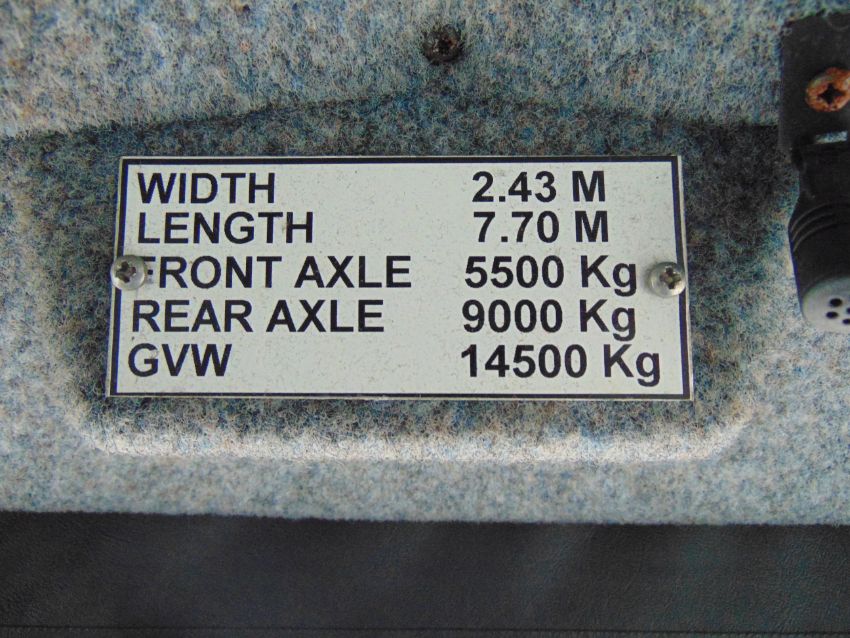 WIDTH 2.43 M
LENGTH 7.70 M
FRONT AXLE 5500 Kg
REAR AXLE 9000 Kg
GVW 14500 Kg